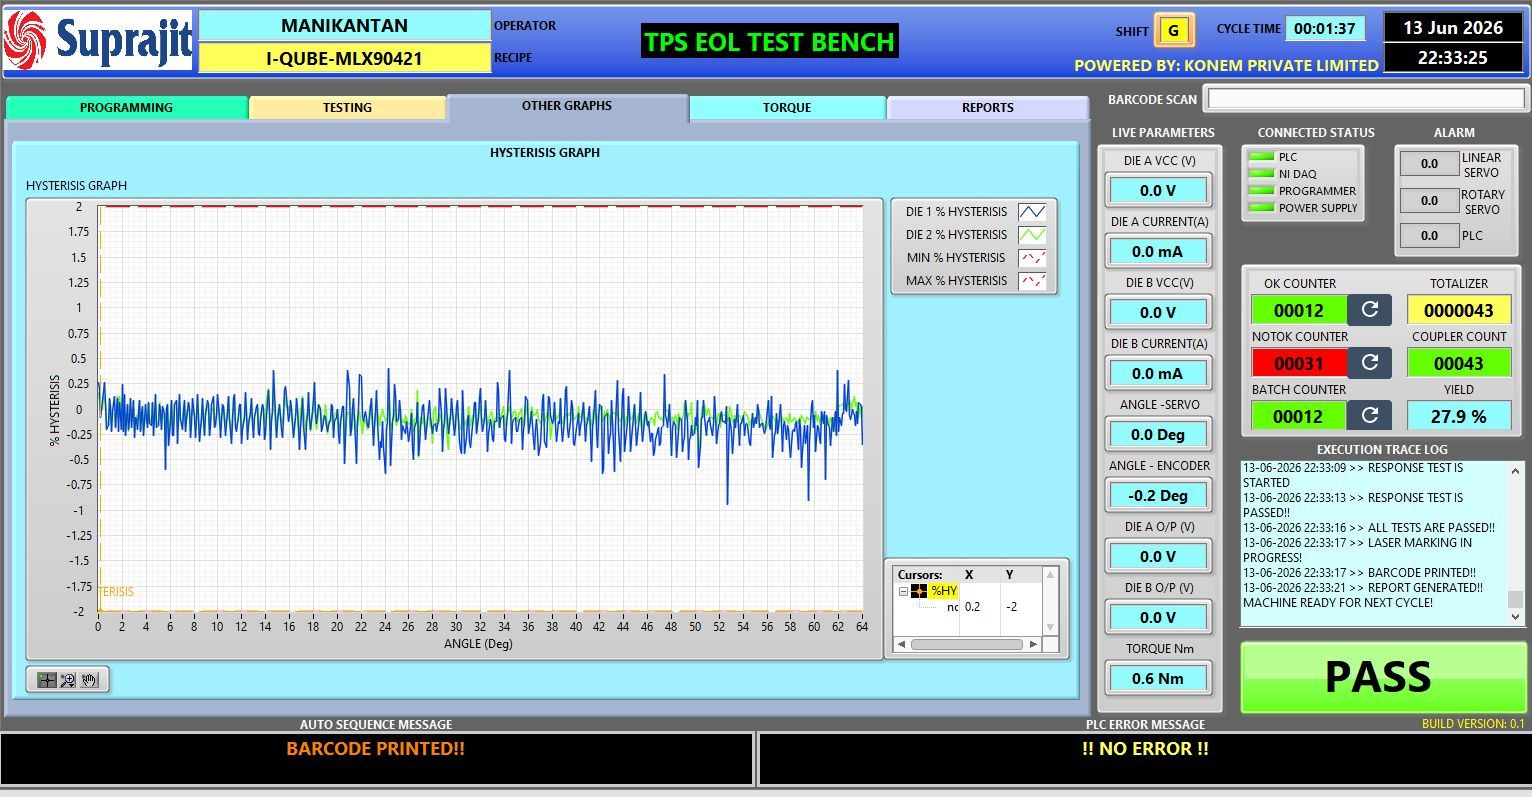 Suprajit
MANIKANTAN
OPERATOR
I-QUBE-MLX90421
RECIPE
TPS EOL TEST BENCH
SHIFT
G
CYCLE TIME
00:01:37
13 Jun 2026
22:33:25
POWERED BY: KONEM PRIVATE LIMITED
PROGRAMMING
TESTING
OTHER GRAPHS
TORQUE
REPORTS
BARCODE SCAN
HYSTERISIS GRAPH
HYSTERISIS GRAPH
2
1.75
1.5
1.25
1
0.75
0.5
0.25
0
-0.25
-0.5
-0.75
-1
-1.25
-1.5
-1.75
-2
% HYSTERISIS
TERISIS
0 2 4 6 8 10 12 14 16 18 20 22 24 26 28 30 32 34 36 38 40 42 44 46 48 50 52 54 56 58 60 62 64
ANGLE (Deg)
DIE 1 % HYSTERISIS
DIE 2 % HYSTERISIS
MIN % HYSTERISIS
MAX % HYSTERISIS
Cursors: X Y
%HY
nc 0.2 -2
LIVE PARAMETERS
DIE A VCC (V)
0.0 V
DIE A CURRENT(A)
0.0 mA
DIE B VCC(V)
0.0 V
DIE B CURRENT(A)
0.0 mA
ANGLE -SERVO
0.0 Deg
ANGLE - ENCODER
-0.2 Deg
DIE A O/P (V)
0.0 V
DIE B O/P (V)
0.0 V
TORQUE Nm
0.6 Nm
CONNECTED STATUS
PLC
NI DAQ
PROGRAMMER
POWER SUPPLY
ALARM
0.0 LINEAR
SERVO
0.0 ROTARY
SERVO
0.0 PLC
OK COUNTER
00012
TOTALIZER
0000043
NOTOK COUNTER
00031
COUPLER COUNT
00043
BATCH COUNTER
00012
YIELD
27.9 %
EXECUTION TRACE LOG
13-06-2026 22:33:09 >> RESPONSE TEST IS
STARTED
13-06-2026 22:33:13 >> RESPONSE TEST IS
PASSED!!
13-06-2026 22:33:16 >> ALL TESTS ARE PASSED!!
13-06-2026 22:33:17 >> LASER MARKING IN
PROGRESS!
13-06-2026 22:33:17 >> BARCODE PRINTED!!
13-06-2026 22:33:21 >> REPORT GENERATED!!
MACHINE READY FOR NEXT CYCLE!
PASS
BUILD VERSION: 0.1
AUTO SEQUENCE MESSAGE
BARCODE PRINTED!!
PLC ERROR MESSAGE
!! NO ERROR !!